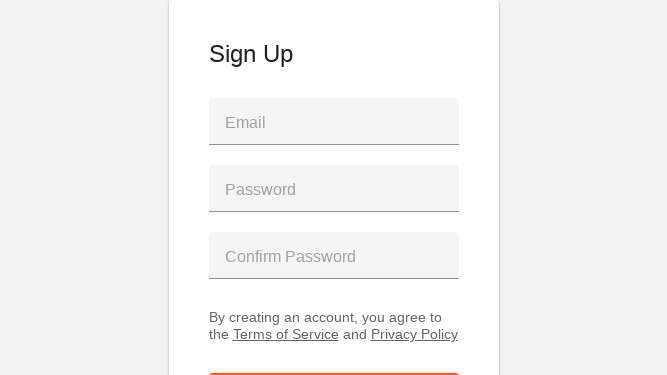 Sign Up
Email
Password
Confirm Password
By creating an account, you agree to
the Terms of Service and Privacy Policy